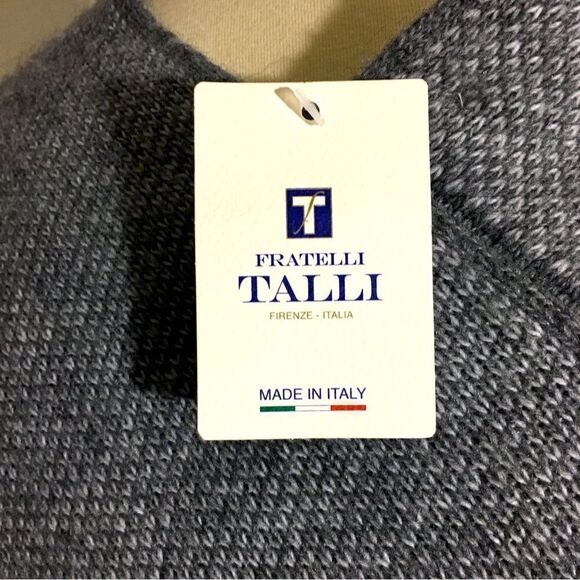 T
f
FRATELLI
TALLI
FIRENZE - ITALIA
MADE IN ITALY